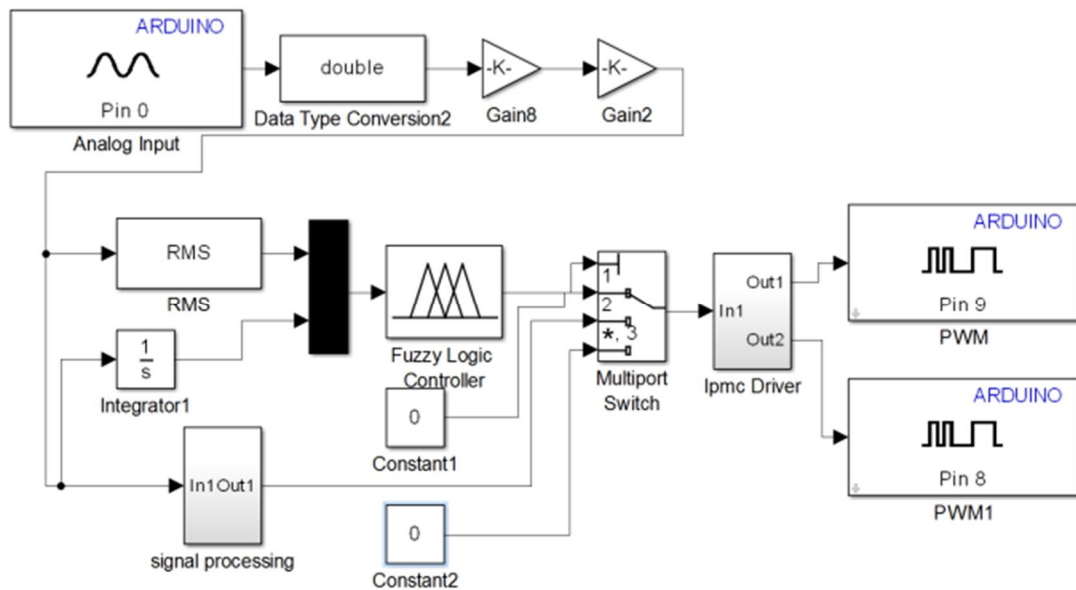 ARDUINO
Pin 0
Analog Input
double
Data Type Conversion2
-K-
Gain8
-K-
Gain2
RMS
RMS
1
s
Integrator1
In1 Out1
signal processing
Fuzzy Logic
Controller
0
Constant1
0
Constant2
1
2
*, 3
Multiport
Switch
In1
Out1
Out2
Ipmc Driver
ARDUINO
Pin 9
PWM
ARDUINO
Pin 8
PWM1